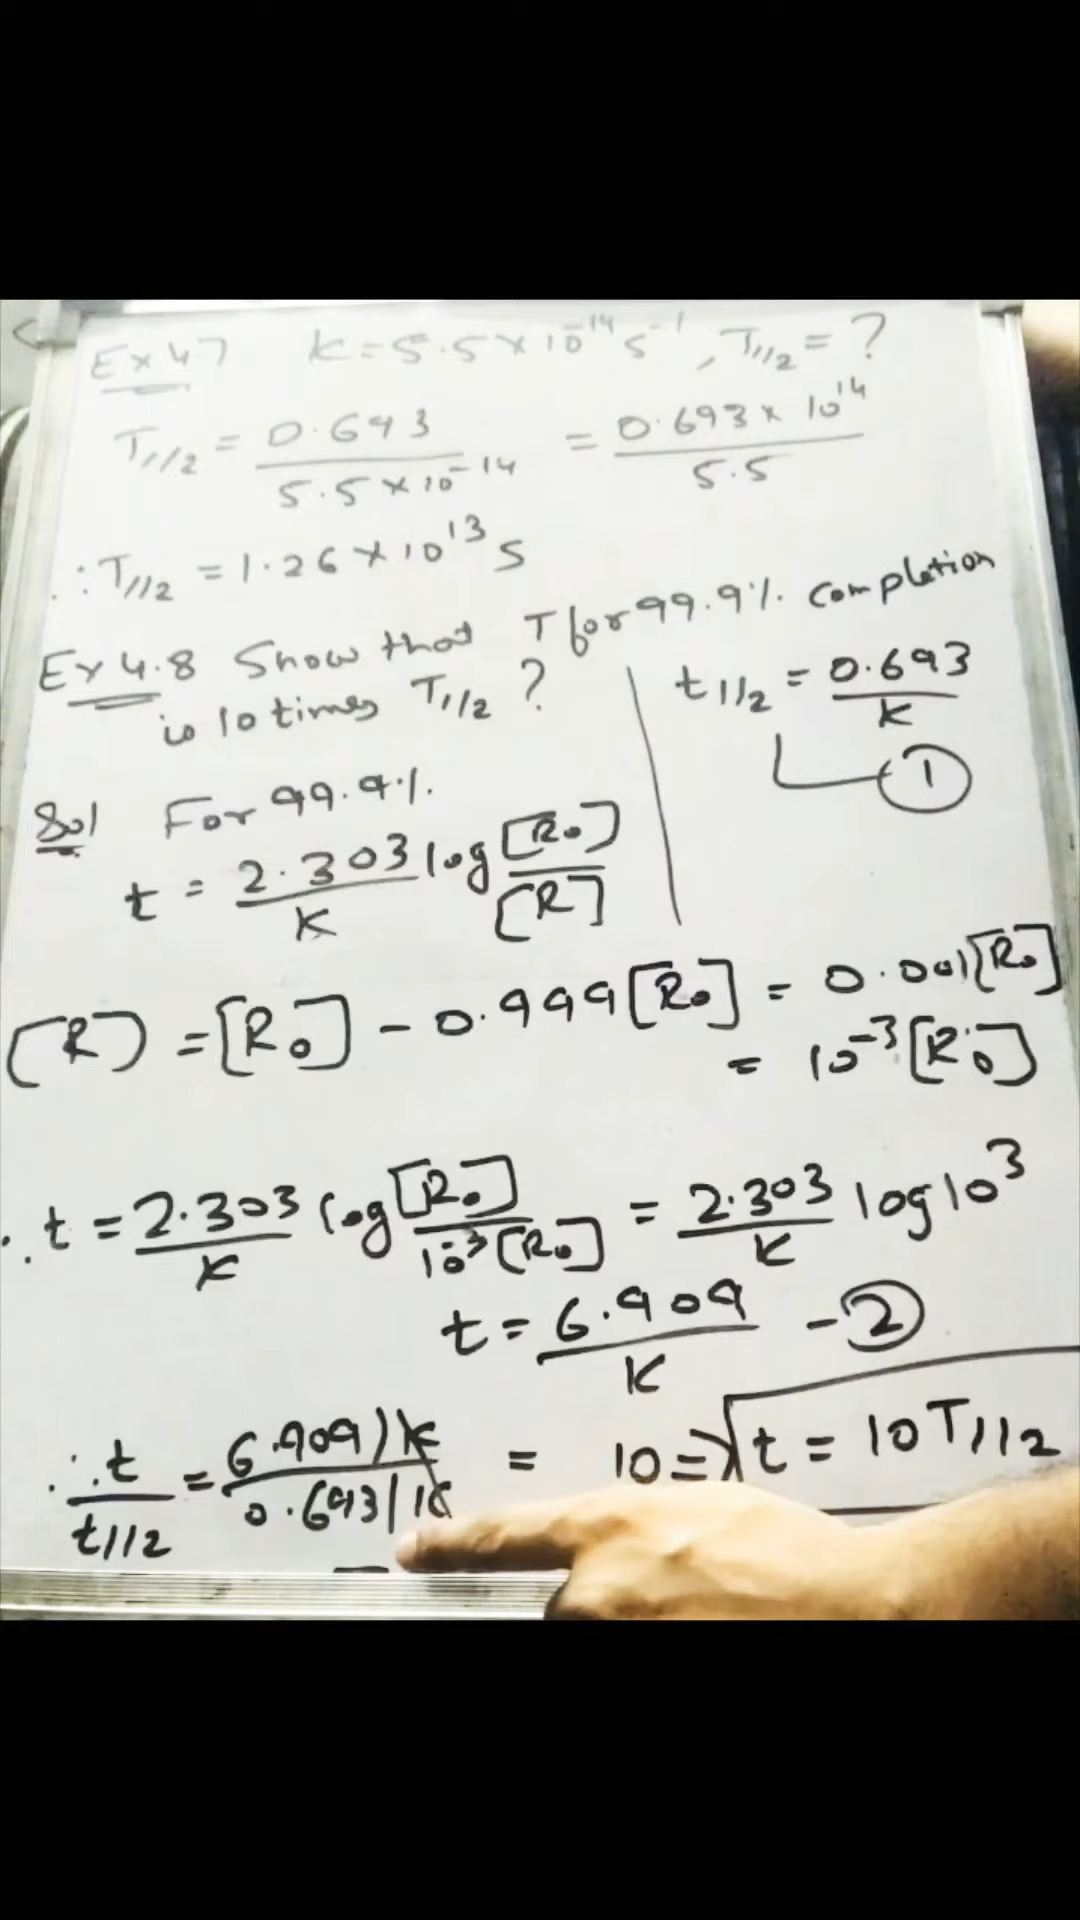 Ex 4.7 K = 5.5 × 10⁻¹⁴ s⁻¹, T1/2 = ?
T1/2 = 0.693 / 5.5 × 10⁻¹⁴ = 0.693 × 10¹⁴ / 5.5
∴ T1/2 = 1.26 × 10¹³ s
Ex 4.8 Show that T for 99.9% completion
is 10 times T1/2 ?
t1/2 = 0.693 / K
①
Sol For 99.9%.
t = 2.303 / K log [R₀] / [R]
[R] = [R₀] - 0.999 [R₀] = 0.001 [R₀]
= 10⁻³ [R₀]
∴ t = 2.303 / K log [R₀] / 10⁻³ [R₀] = 2.303 / K log 10³
t = 6.909 / K - ②
∴ t / t1/2 = 6.909/K / 0.693/K = 10 ⇒ t = 10 T1/2